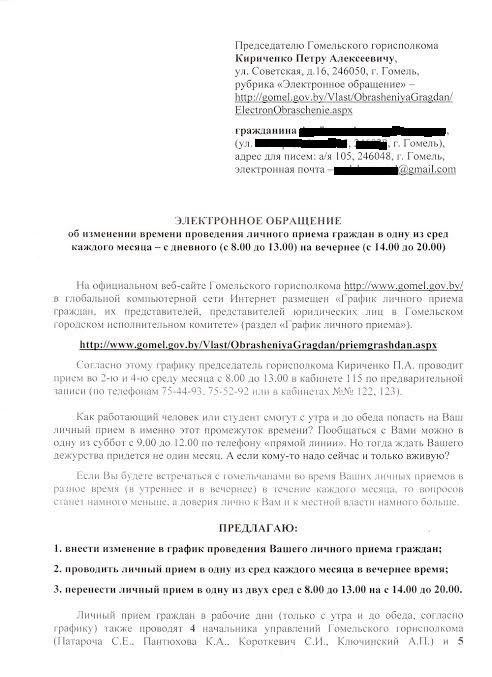 Председателю Гомельского горисполкома
Кириченко Петру Алексеевичу,
ул. Советская, д.16, 246050, г. Гомель,
рубрика «Электронное обращение» –
http://gomel.gov.by/Vlast/ObrasheniyaGragdan/
ElectronObraschenie.aspx
гражданина
(ул. г. Гомель),
адрес для писем: а/я 105, 246048, г. Гомель,
электронная почта – @gmail.com
ЭЛЕКТРОННОЕ ОБРАЩЕНИЕ
об изменении времени проведения личного приема граждан в одну из сред
каждого месяца – с дневного (с 8.00 до 13.00) на вечернее (с 14.00 до 20.00)
На официальном веб-сайте Гомельского горисполкома http://www.gomel.gov.by/
в глобальной компьютерной сети Интернет размещен «График личного приема
граждан, их представителей, представителей юридических лиц в Гомельском
городском исполнительном комитете» (раздел «График личного приема»).
http://www.gomel.gov.by/Vlast/ObrasheniyaGragdan/priemgrashdan.aspx
Согласно этому графику председатель горисполкома Кириченко П.А. проводит
прием во 2-ю и 4-ю среду месяца с 8.00 до 13.00 в кабинете 115 по предварительной
записи (по телефонам 75-44-93, 75-52-92 или в кабинетах №№ 122, 123).
Как работающий человек или студент смогут с утра и до обеда попасть на Ваш
личный прием в именно этот промежуток времени? Пообщаться с Вами можно в
одну из суббот с 9.00 до 12.00 по телефону «прямой линии». Но тогда ждать Вашего
дежурства придется не один месяц. А если кому-то надо сейчас и только вживую?
Если Вы будете встречаться с гомельчанами во время Ваших личных приемов в
разное время (в утреннее и в вечернее) в течение каждого месяца, то вопросов
станет намного меньше, а доверия лично к Вам и к местной власти намного больше.
ПРЕДЛАГАЮ:
1. внести изменение в график проведения Вашего личного приема граждан;
2. проводить личный прием в одну из сред каждого месяца в вечернее время;
3. перенести личный прием в одну из двух сред с 8.00 до 13.00 на с 14.00 до 20.00.
Личный прием граждан в рабочие дни (только с утра и до обеда, согласно
графику) также проводят 4 начальника управлений Гомельского горисполкома
(Патароча С.Е., Пантюхова К.А., Короткевич С.И., Ключинский А.П.) и 5